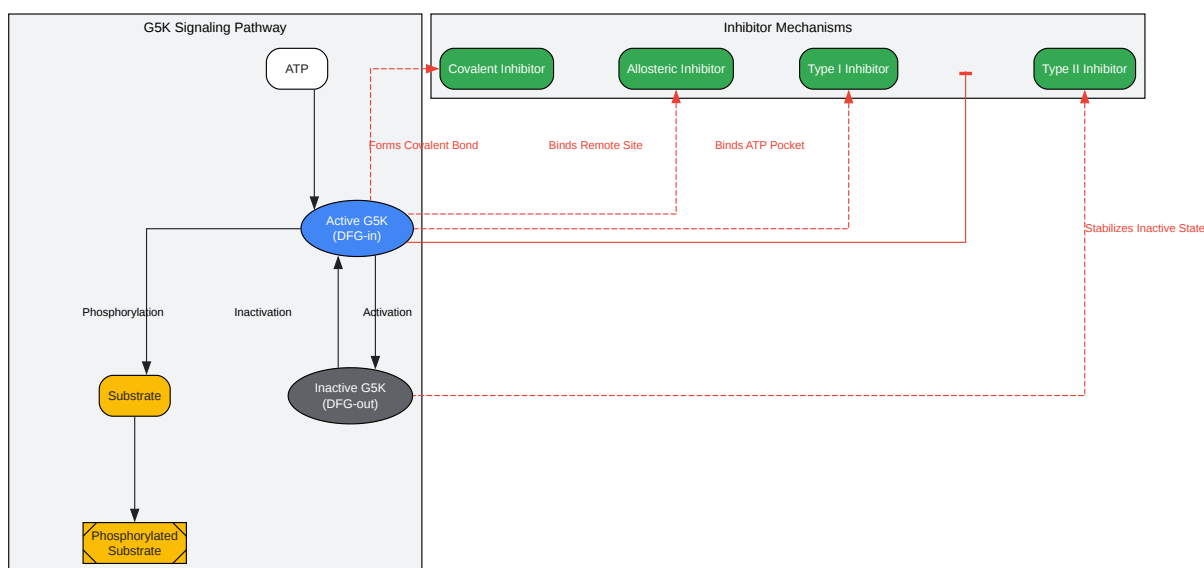 G5K Signaling Pathway
Inhibitor Mechanisms
ATP
Covalent Inhibitor
Allosteric Inhibitor
Type I Inhibitor
Type II Inhibitor
Forms Covalent Bond
Binds Remote Site
Binds ATP Pocket
Active G5K
(DFG-in)
Stabilizes Inactive State
Phosphorylation
Inactivation
Activation
Substrate
Inactive G5K
(DFG-out)
Phosphorylated
Substrate